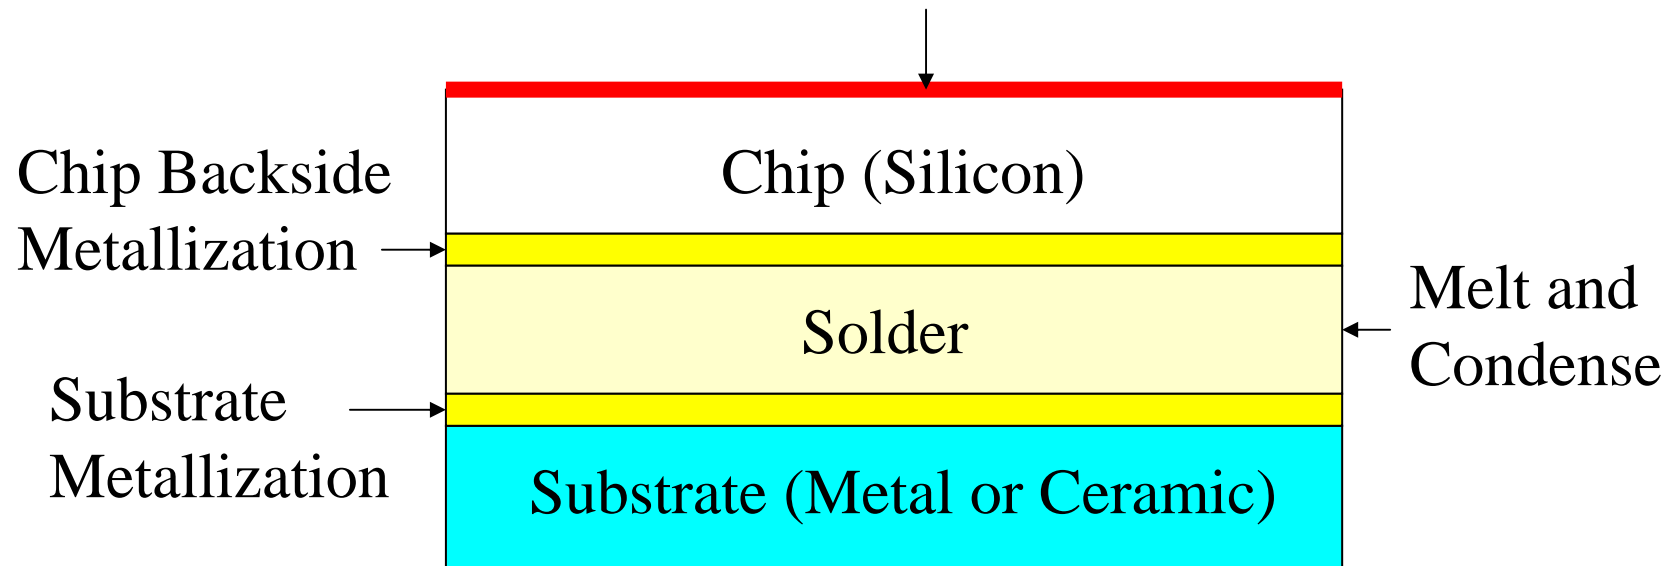 Chip (Silicon)
Chip Backside
Metallization
Solder
Melt and
Condense
Substrate
Metallization
Substrate (Metal or Ceramic)